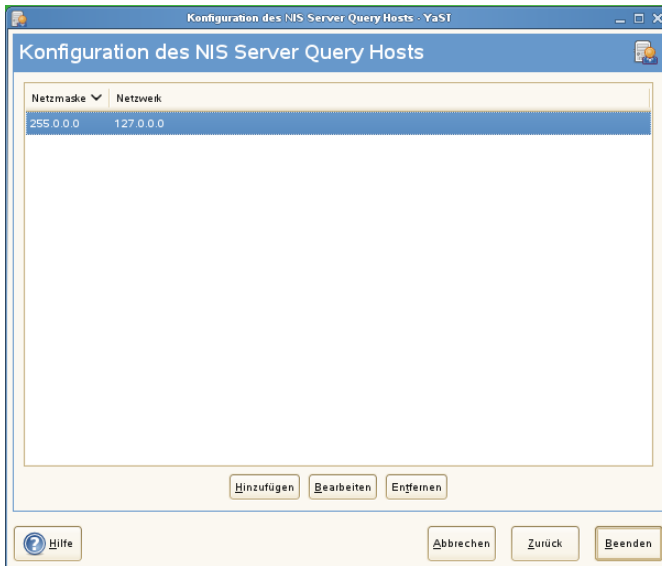 Konfiguration des NIS Server Query Hosts - YaST
Konfiguration des NIS Server Query Hosts
Netzmaske Netzwerk
255.0.0.0 127.0.0.0
Hinzufügen Bearbeiten Entfernen
Hilfe Abbrechen Zurück Beenden